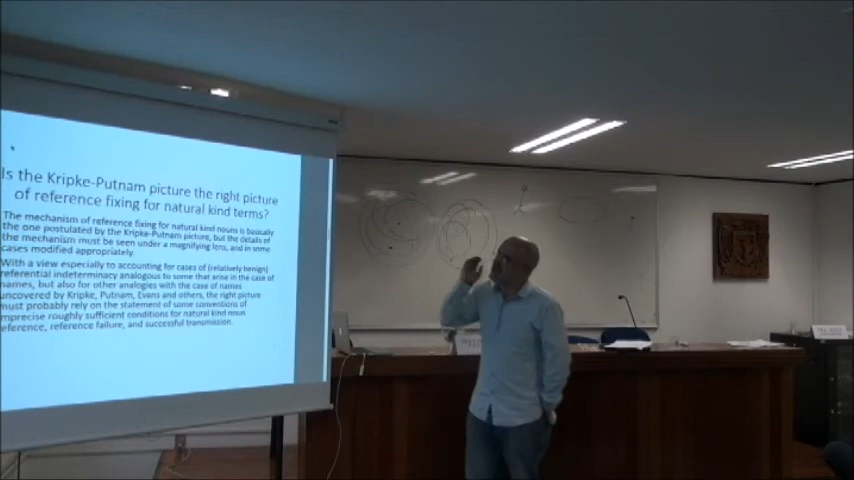 Is the Kripke-Putnam picture the right picture
of reference fixing for natural kind terms?
The mechanism of reference fixing for natural kind nouns is basically
the one postulated by the Kripke-Putnam picture, but the details of
the mechanism must be seen under a magnifying lens, and in some
cases modified appropriately.
With a view especially to accounting for cases of (relatively benign)
referential indeterminacy analogous to some that arise in the case of
names, but also for other analogies with the case of names
uncovered by Kripke, Putnam, Evans and others, the right picture
must probably rely on the statement of some conventions of
mprecise roughly sufficient conditions for natural kind noun
eference, reference failure, and successful transmission.